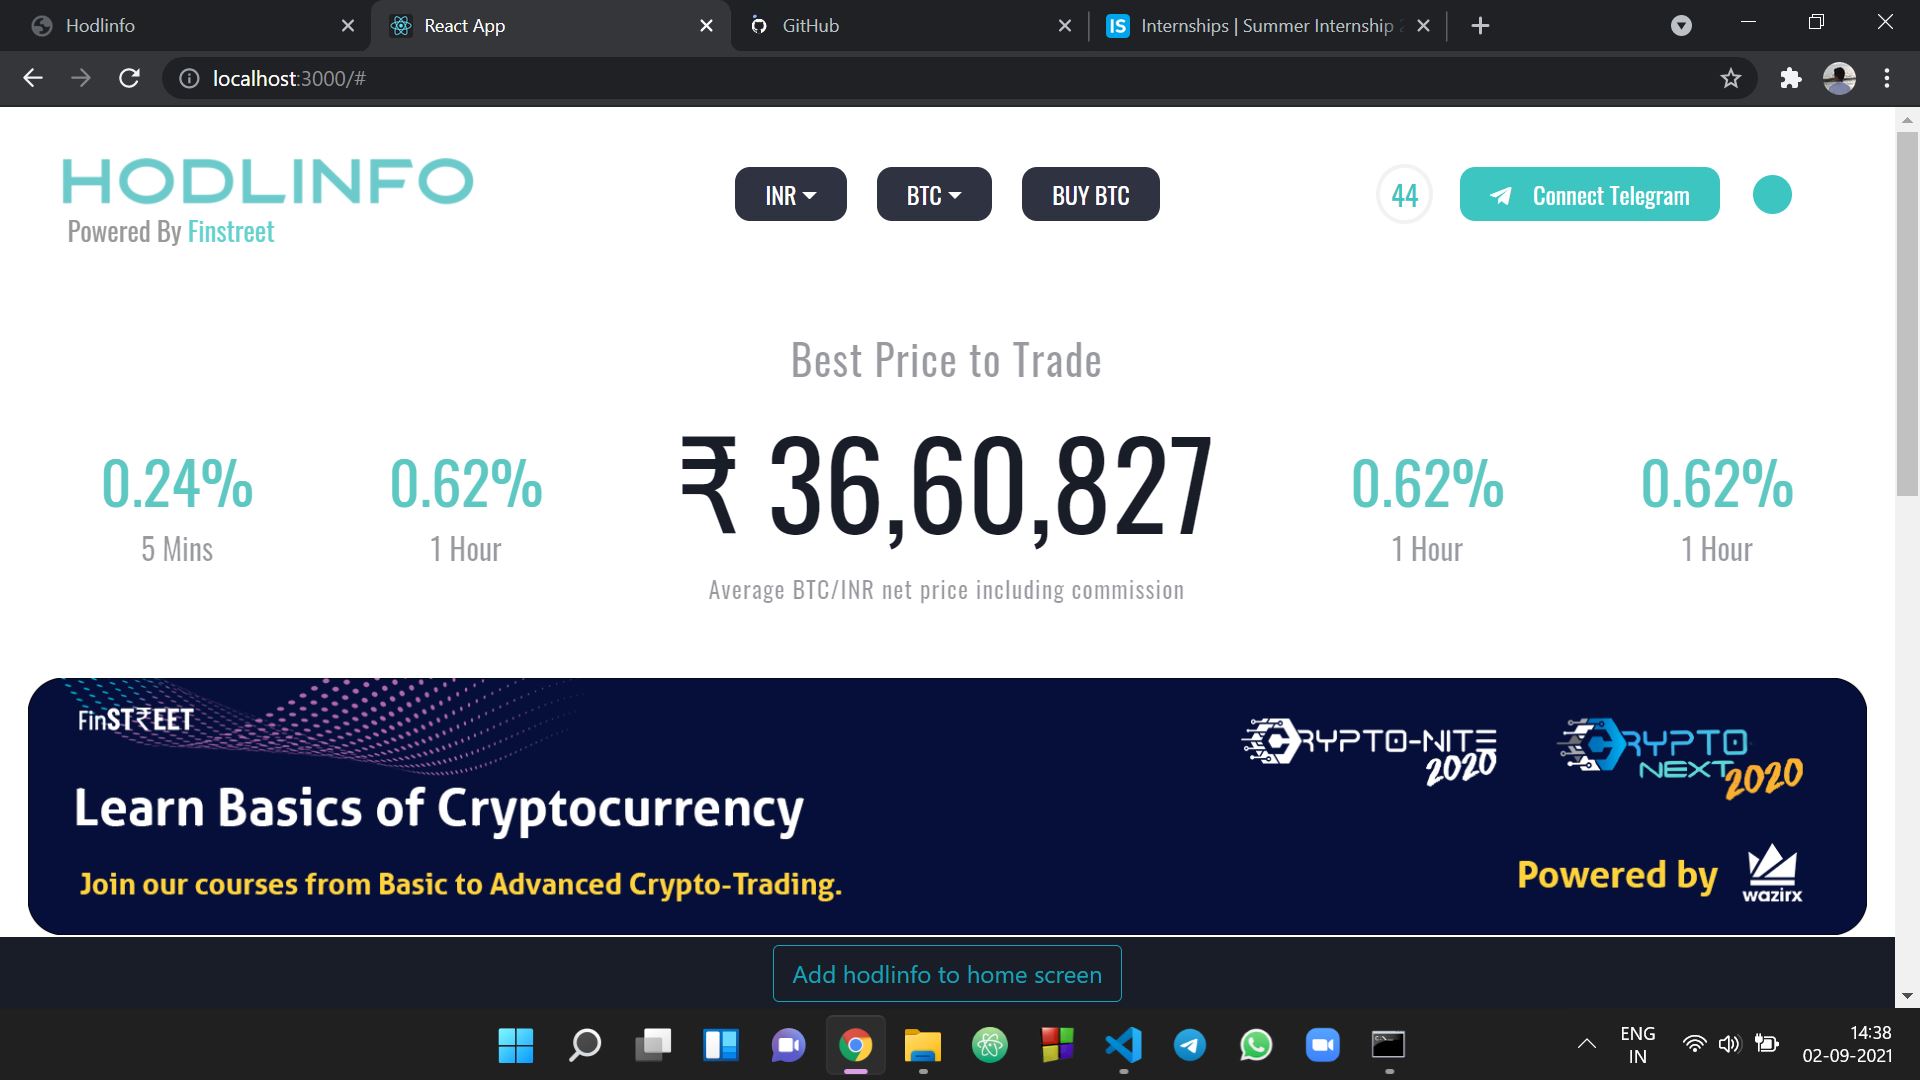 Hodlinfo
React App
GitHub
IS Internships | Summer Internship
localhost:3000/#
HODLINFO
Powered By Finstreet
INR
BTC
BUY BTC
44
Connect Telegram
Best Price to Trade
0.24%
5 Mins
0.62%
1 Hour
₹ 36,60,827
Average BTC/INR net price including commission
0.62%
1 Hour
0.62%
1 Hour
FinST₹EET
CRYPTO-NITE
2020
CRYPTO
NEXT 2020
Learn Basics of Cryptocurrency
Join our courses from Basic to Advanced Crypto-Trading.
Powered by
wazirx
Add hodlinfo to home screen
ENG
IN
14:38
02-09-2021